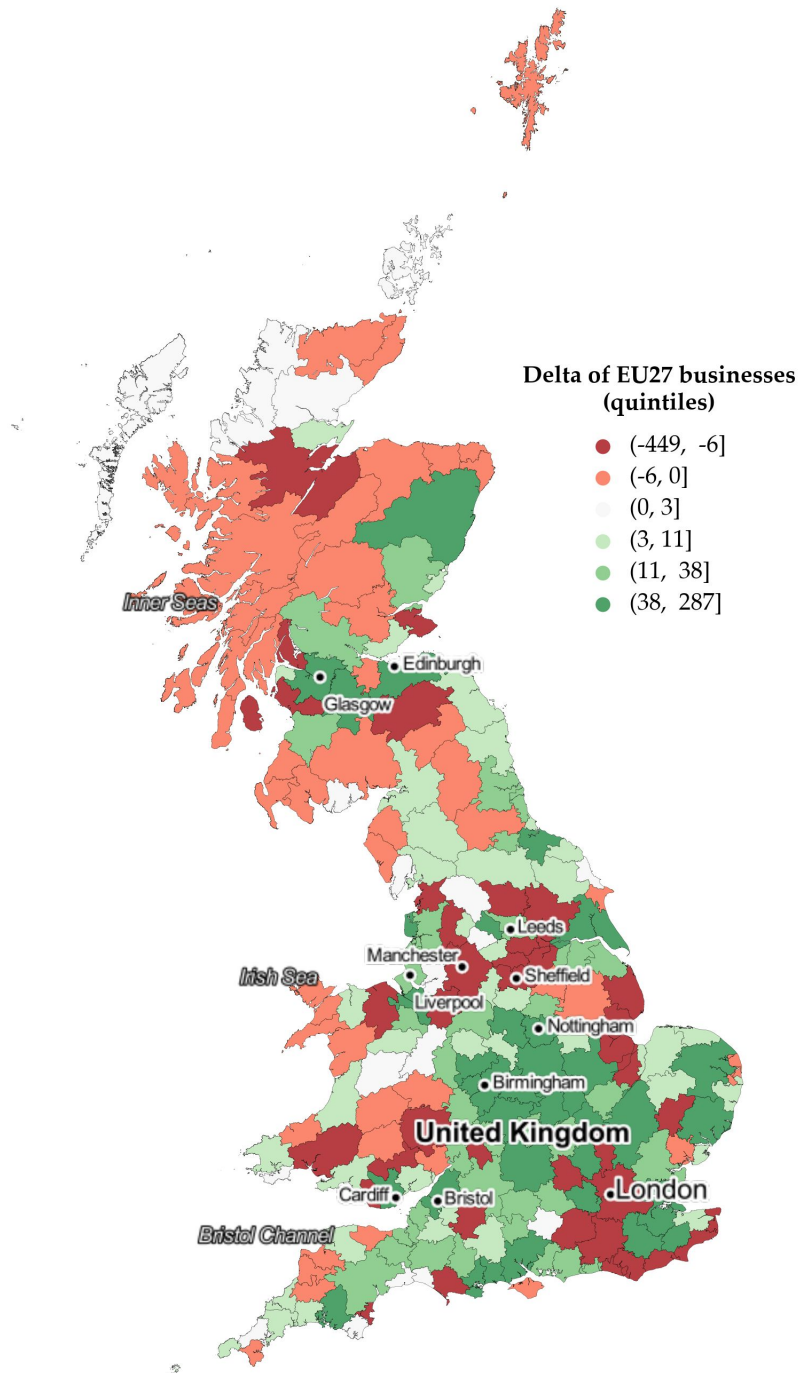 Delta of EU27 businesses
(quintiles)
(-449, -6]
(-6, 0]
(0, 3]
(3, 11]
(11, 38]
(38, 287]
Inner Seas
Edinburgh
Glasgow
Leeds
Manchester
Irish Sea
Sheffield
Liverpool
Nottingham
Birmingham
United Kingdom
London
Cardiff
Bristol
Bristol Channel